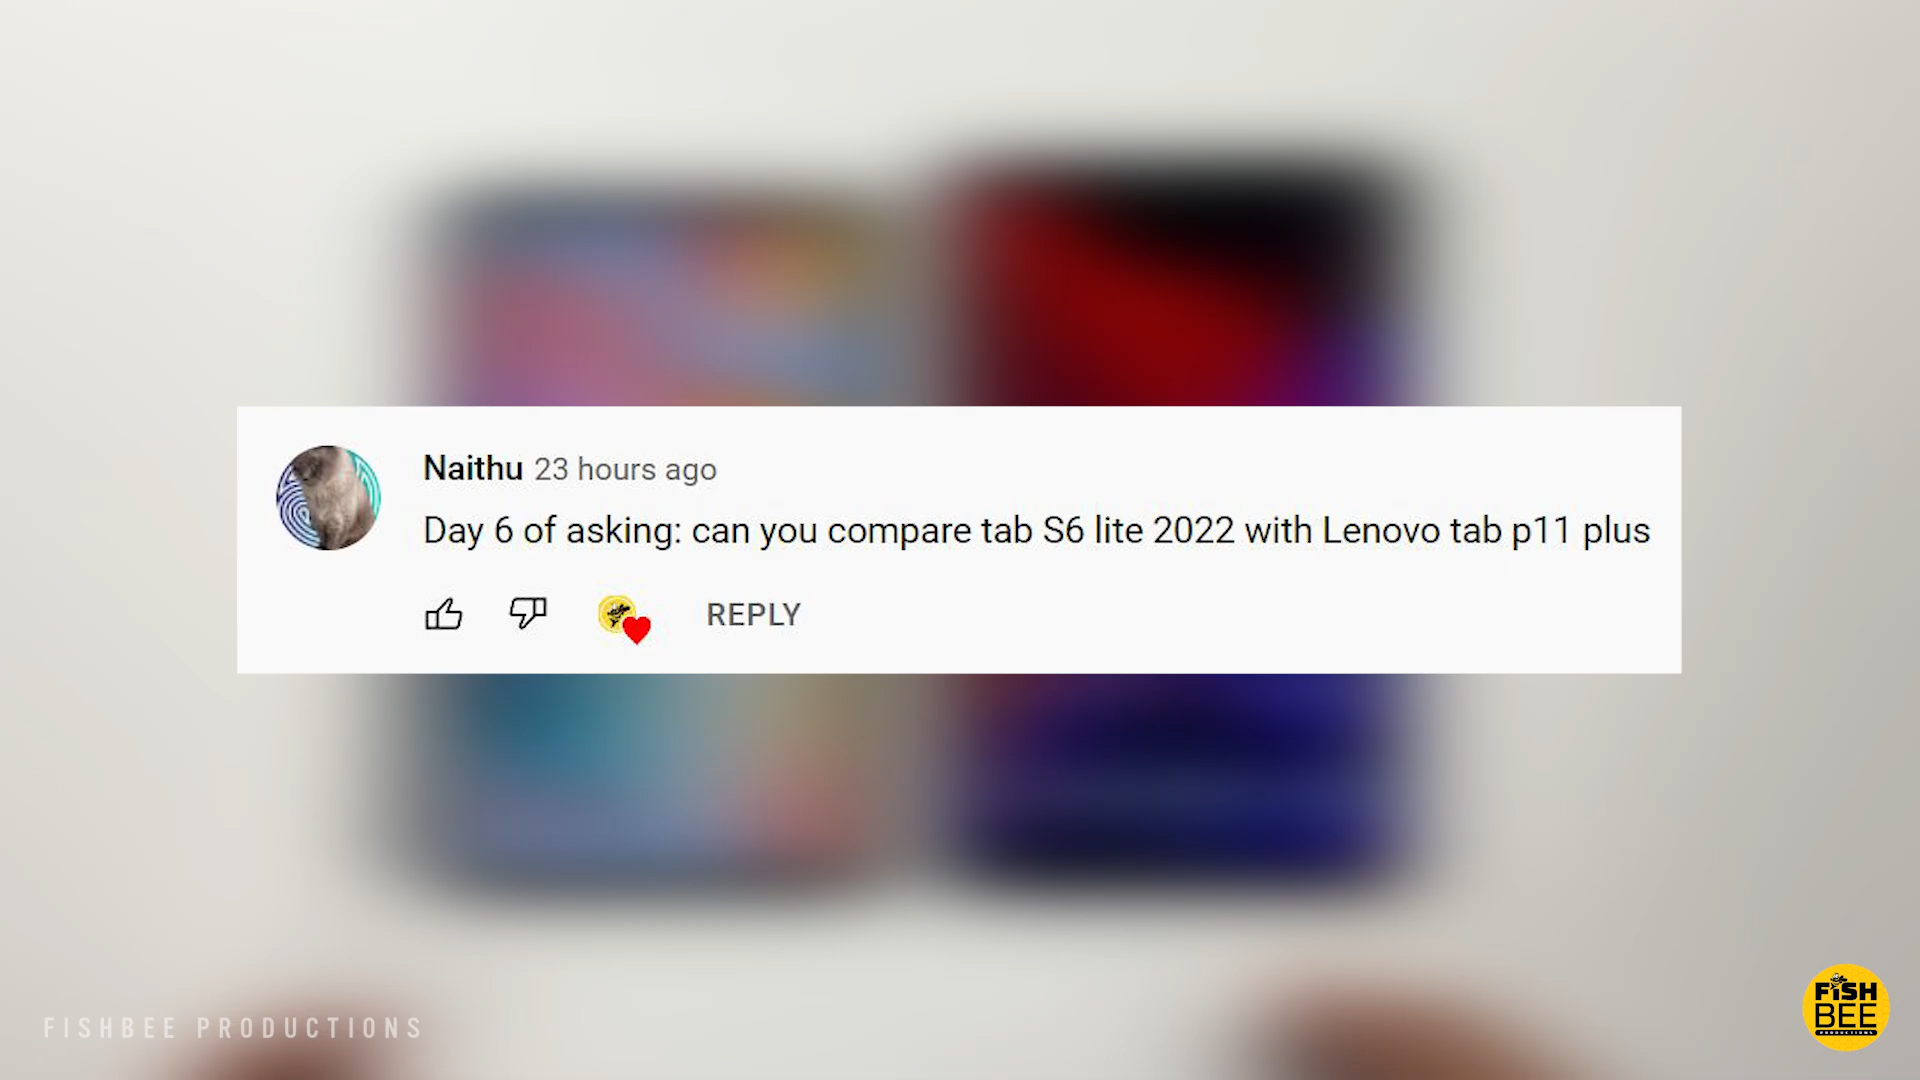 Naithu 23 hours ago
Day 6 of asking: can you compare tab S6 lite 2022 with Lenovo tab p11 plus
REPLY
FISHBEE PRODUCTIONS
FiSH
BEE
PRODUCTIONS